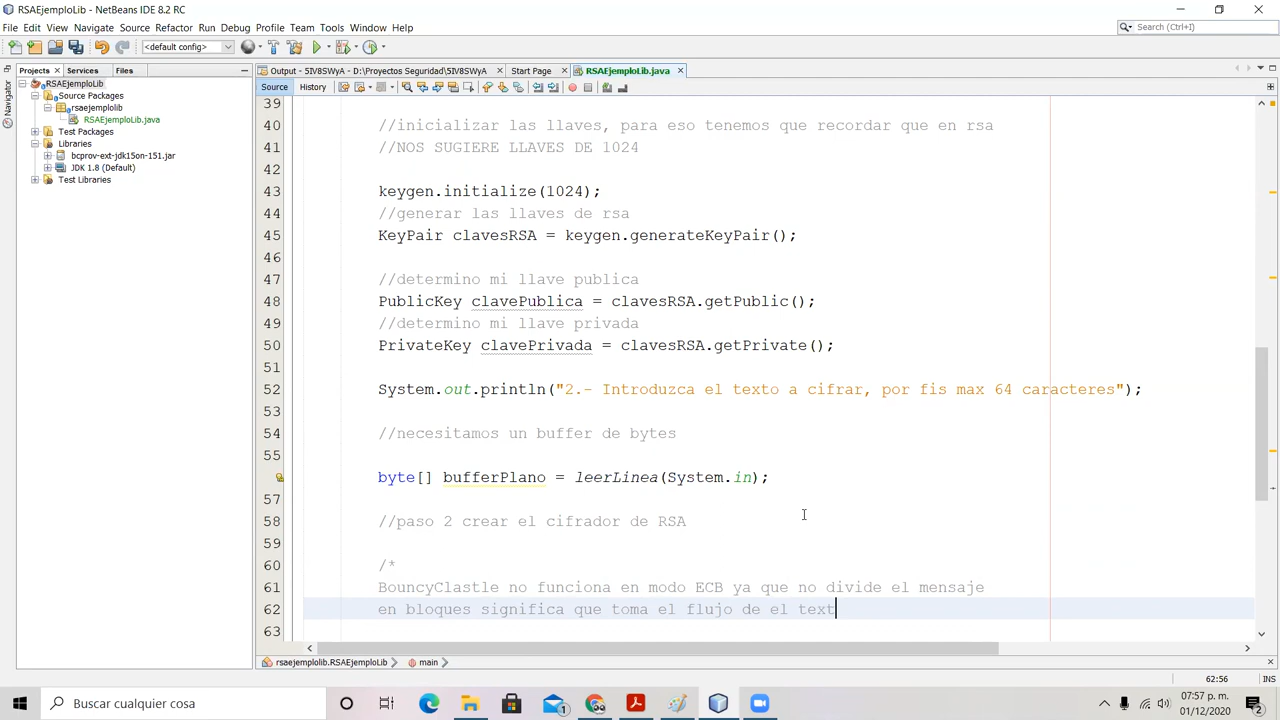 RSAEjemploLib - NetBeans IDE 8.2 RC
File Edit View Navigate Source Refactor Run Debug Profile Team Tools Window Help
Search (Ctrl+I)
<default config>
Projects Services Files
Output - 5IV8SWyA - D:\Proyectos Seguridad\5IV8SWyA Start Page RSAEjemploLib.java
Navigator
RSAEjemploLib
Source Packages
rsaejemplolib
RSAEjemploLib.java
Test Packages
Libraries
bcprov-ext-jdk15on-151.jar
JDK 1.8 (Default)
Test Libraries
Source History
39
40 //inicializar las llaves, para eso tenemos que recordar que en rsa
41 //NOS SUGIERE LLAVES DE 1024
42
43 keygen.initialize(1024);
44 //generar las llaves de rsa
45 KeyPair clavesRSA = keygen.generateKeyPair();
46
47 //determino mi llave publica
48 PublicKey clavePublica = clavesRSA.getPublic();
49 //determino mi llave privada
50 PrivateKey clavePrivada = clavesRSA.getPrivate();
51
52 System.out.println("2.- Introduzca el texto a cifrar, por fis max 64 caracteres");
53
54 //necesitamos un buffer de bytes
55
byte[] bufferPlano = leerLinea(System.in);
57
58 //paso 2 crear el cifrador de RSA
59
60 /*
61 BouncyClastle no funciona en modo ECB ya que no divide el mensaje
62 en bloques significa que toma el flujo de el text
63
rsaejemplolib.RSAEjemploLib main
62:56 INS
Buscar cualquier cosa
07:57 p. m.
01/12/2020
1
2